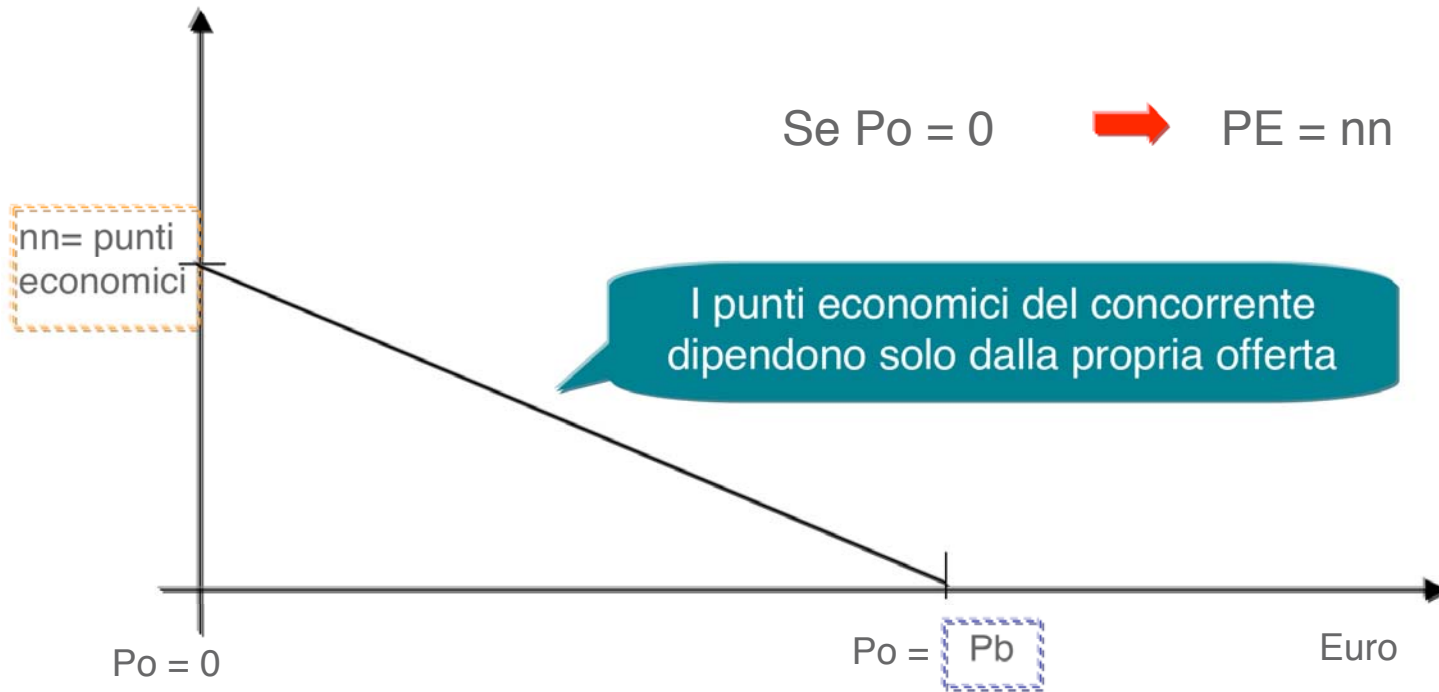 Se Po = 0
PE = nn
nn= punti
economici
I punti economici del concorrente
dipendono solo dalla propria offerta
Po = 0
Po = Pb
Euro